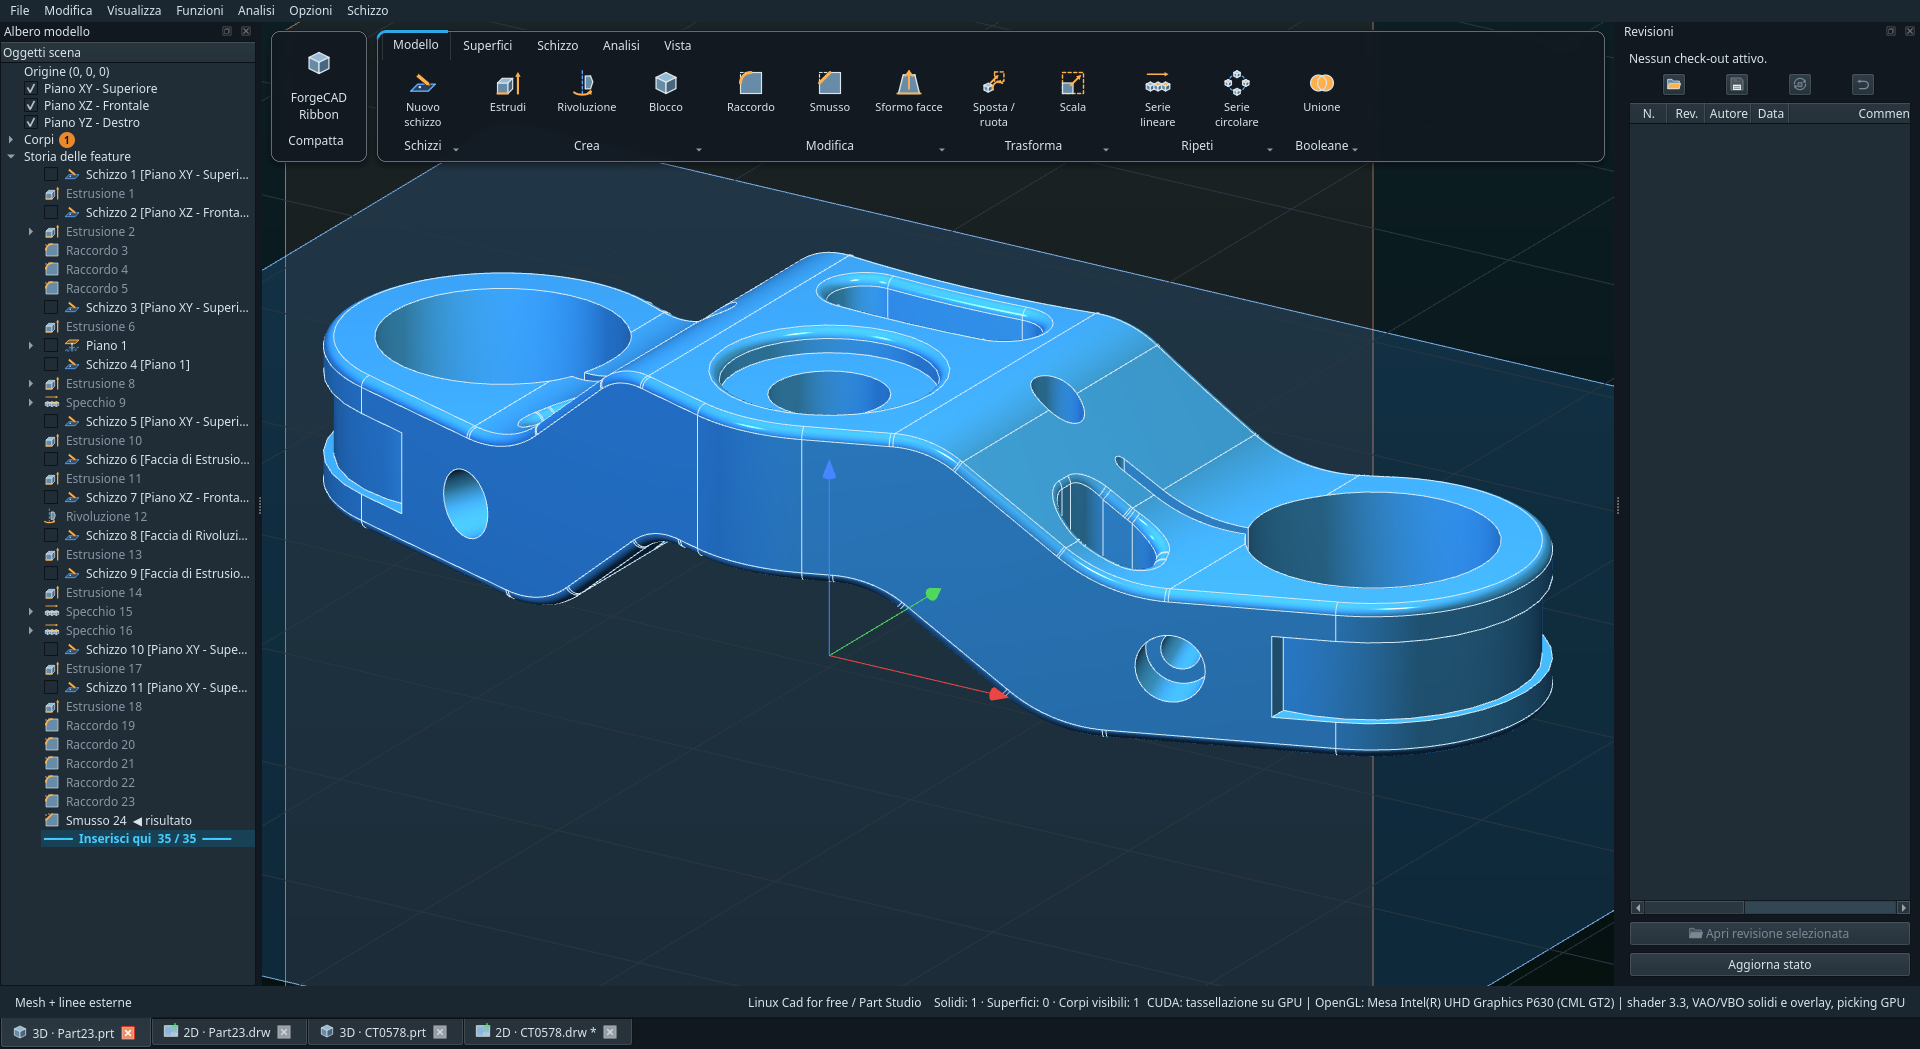 File Modifica Visualizza Funzioni Analisi Opzioni Schizzo
Albero modello
Oggetti scena
Origine (0, 0, 0)
Piano XY - Superiore
Piano XZ - Frontale
Piano YZ - Destro
Corpi 1
Storia delle feature
Schizzo 1 [Piano XY - Superi...
Estrusione 1
Schizzo 2 [Piano XZ - Fronta...
Estrusione 2
Raccordo 3
Raccordo 4
Raccordo 5
Schizzo 3 [Piano XY - Superi...
Estrusione 6
Piano 1
Schizzo 4 [Piano 1]
Estrusione 8
Specchio 9
Schizzo 5 [Piano XY - Superi...
Estrusione 10
Schizzo 6 [Faccia di Estrusio...
Estrusione 11
Schizzo 7 [Piano XZ - Fronta...
Rivoluzione 12
Schizzo 8 [Faccia di Rivoluzi...
Estrusione 13
Schizzo 9 [Faccia di Estrusio...
Estrusione 14
Specchio 15
Specchio 16
Schizzo 10 [Piano XY - Supe...
Estrusione 17
Schizzo 11 [Piano XY - Supe...
Estrusione 18
Raccordo 19
Raccordo 20
Raccordo 21
Raccordo 22
Raccordo 23
Smusso 24 ◀ risultato
Inserisci qui 35 / 35
ForgeCAD
Ribbon
Compatta
Modello Superfici Schizzo Analisi Vista
Nuovo
schizzo
Estrudi
Rivoluzione
Blocco
Raccordo
Smusso
Sformo facce
Sposta /
ruota
Scala
Serie
lineare
Serie
circolare
Unione
Schizzi Crea Modifica Trasforma Ripeti Booleane
Revisioni
Nessun check-out attivo.
N. Rev. Autore Data Commen
Apri revisione selezionata
Aggiorna stato
Mesh + linee esterne
Linux Cad for free / Part Studio Solidi: 1 · Superfici: 0 · Corpi visibili: 1 CUDA: tassellazione su GPU | OpenGL: Mesa Intel(R) UHD Graphics P630 (CML GT2) | shader 3.3, VAO/VBO solidi e overlay, picking GPU
3D · Part23.prt
2D · Part23.drw
3D · CT0578.prt
2D · CT0578.drw *